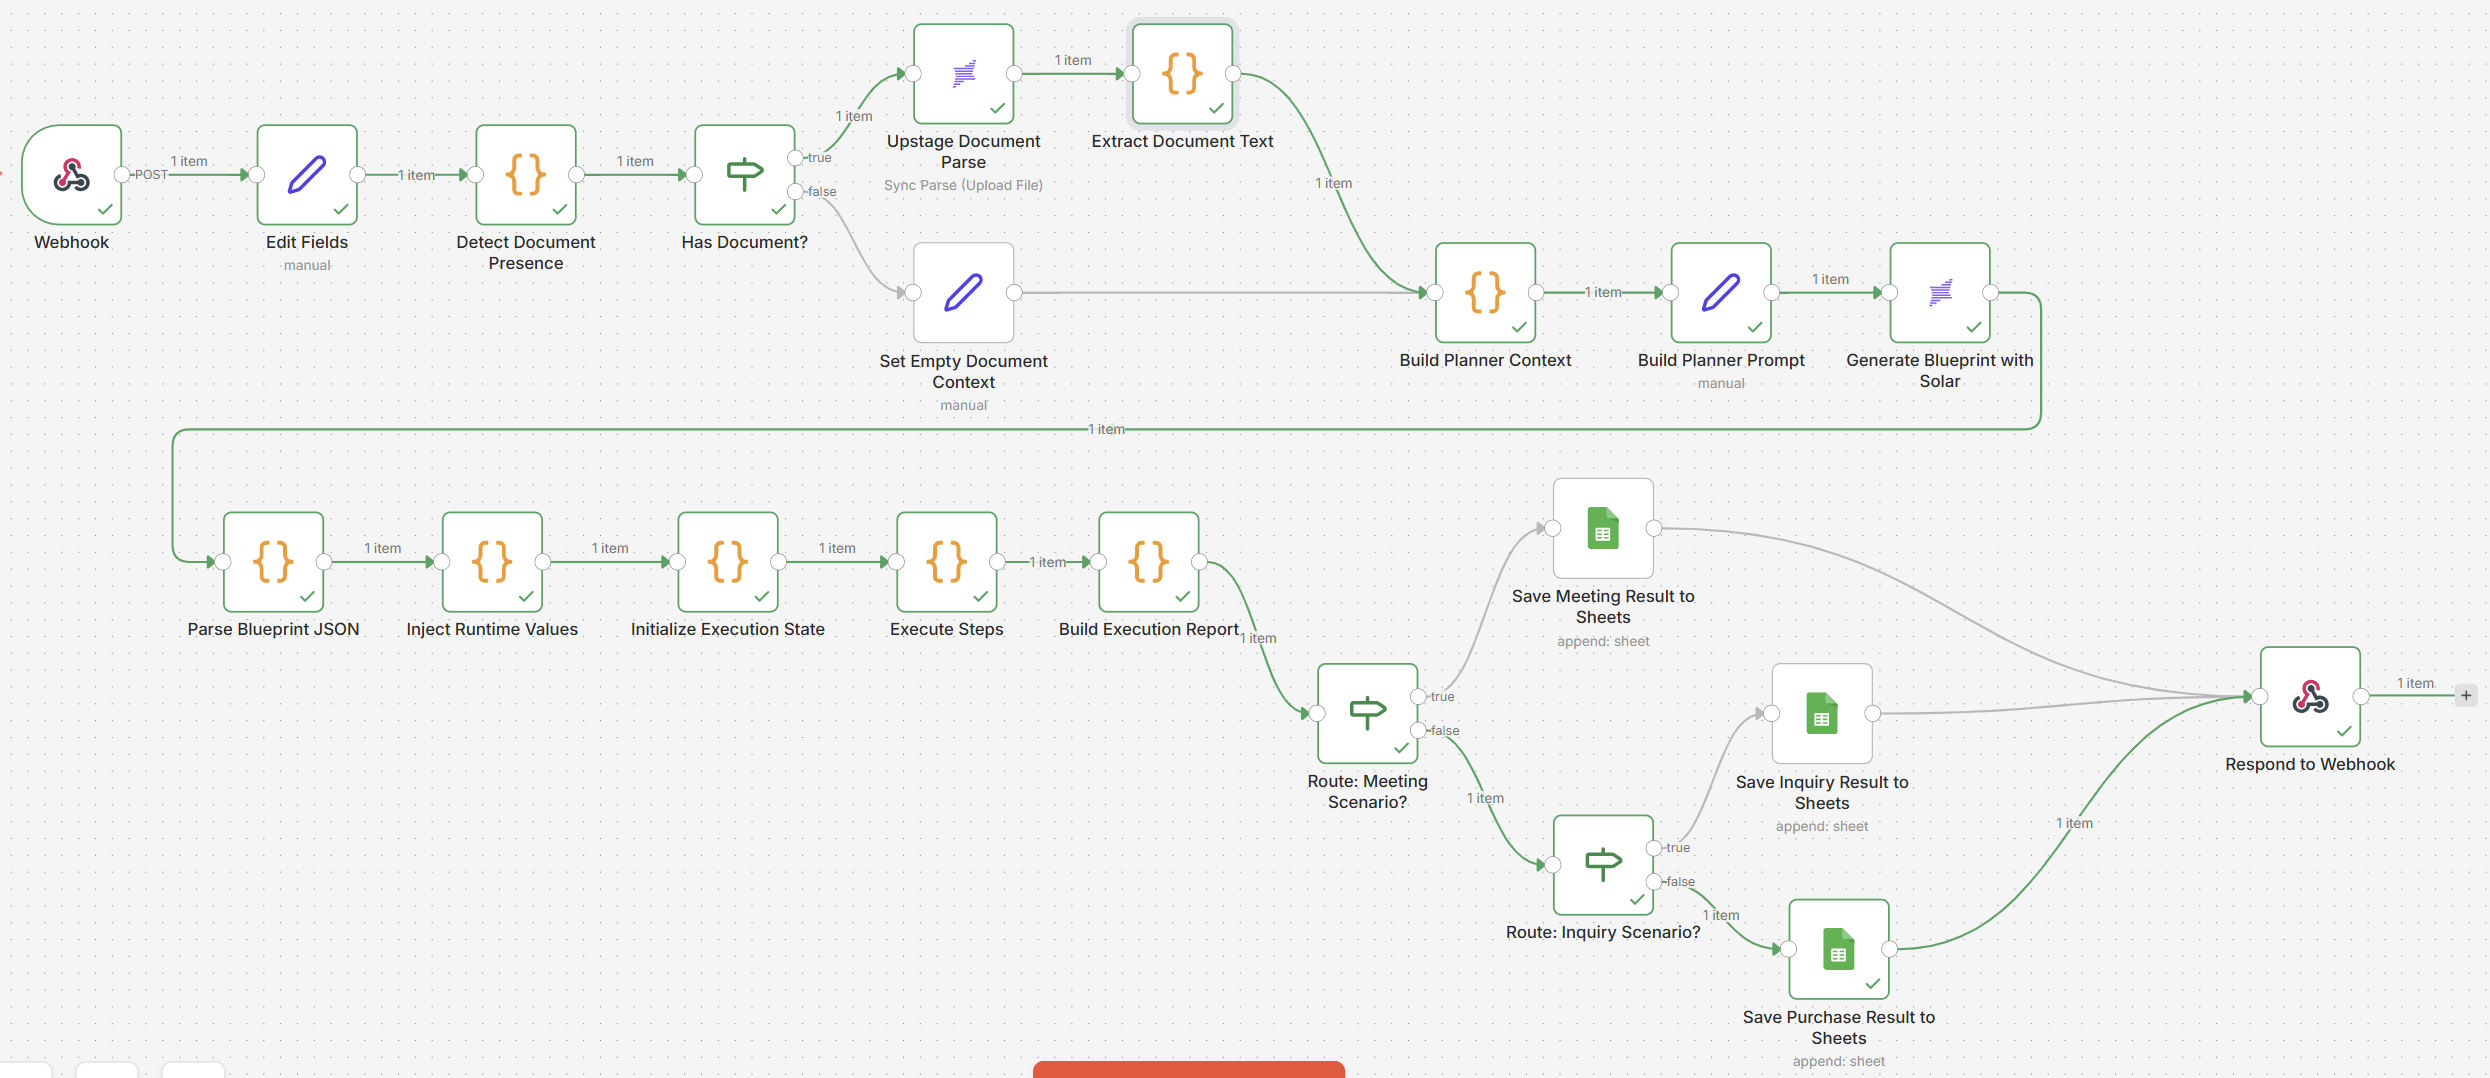 1 item
1 item
Upstage Document
Parse
Sync Parse (Upload File)
Extract Document Text
POST
1 item
1 item
1 item
true
false
1 item
Webhook
Edit Fields
manual
Detect Document
Presence
Has Document?
Set Empty Document
Context
manual
1 item
1 item
Build Planner Context
Build Planner Prompt
manual
Generate Blueprint with
Solar
1 item
1 item
1 item
1 item
1 item
Parse Blueprint JSON
Inject Runtime Values
Initialize Execution State
Execute Steps
Build Execution Report
1 item
Save Meeting Result to
Sheets
append: sheet
true
false
Route: Meeting
Scenario?
1 item
Save Inquiry Result to
Sheets
append: sheet
true
false
Route: Inquiry Scenario?
1 item
Save Purchase Result to
Sheets
append: sheet
1 item
Respond to Webhook
1 item